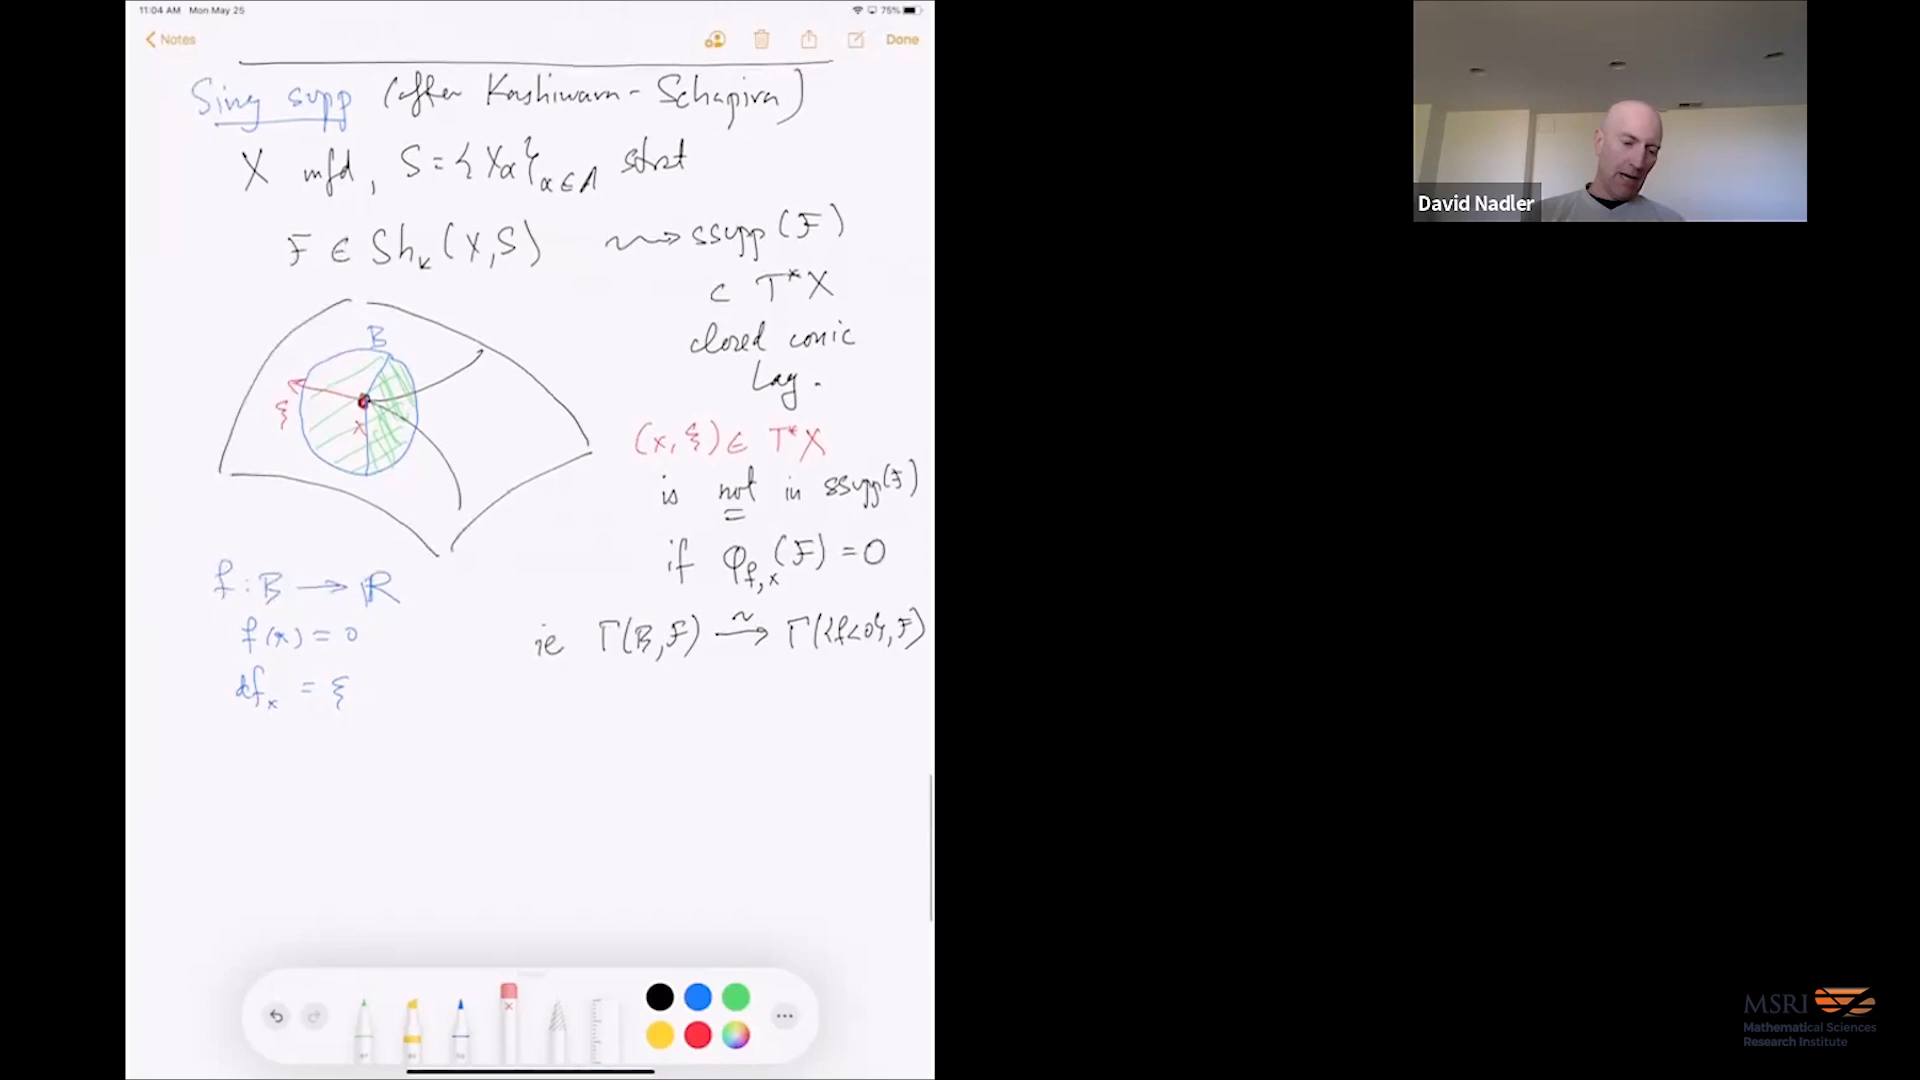 11:04 AM Mon May 25
75%
Notes
Done
Sing supp (after Kashiwara-Schapira)
X mfd, S = {Xα}α∈A strat
F ∈ Shk(X,S) ⇝ ssupp(F)
⊂ T*X
closed conic
Lag.
B
ξ
x
(x, ξ) ∈ T*X
is not in ssupp(F)
if φf,x(F) = 0
f : B → ℝ
ie Γ(B,F) ⥲ Γ({f<0}, F)
f(x) = 0
dfx = ξ
David Nadler
MSRI
Mathematical Sciences
Research Institute